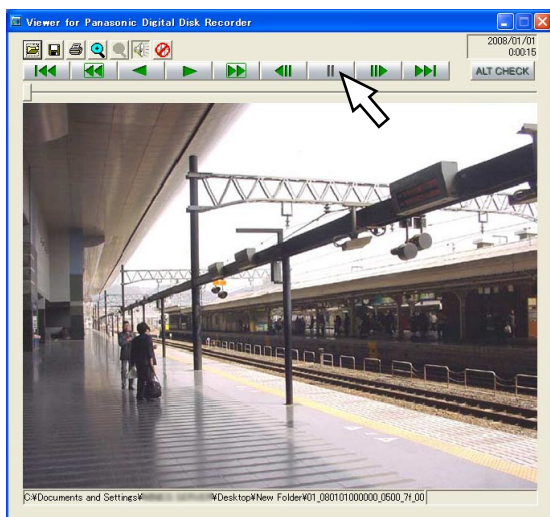 Viewer for Panasonic Digital Disk Recorder
2008/01/01
0:00:15
ALT CHECK
C:¥Documents and Settings¥ ¥Desktop¥New Folder¥01_080101000000_0500_7f_00